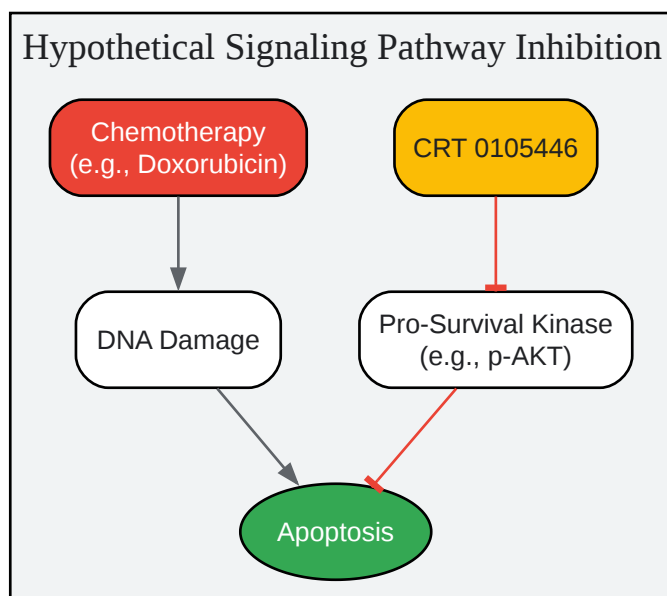 Hypothetical Signaling Pathway Inhibition
Chemotherapy
(e.g., Doxorubicin)
CRT 0105446
DNA Damage
Pro-Survival Kinase
(e.g., p-AKT)
Apoptosis